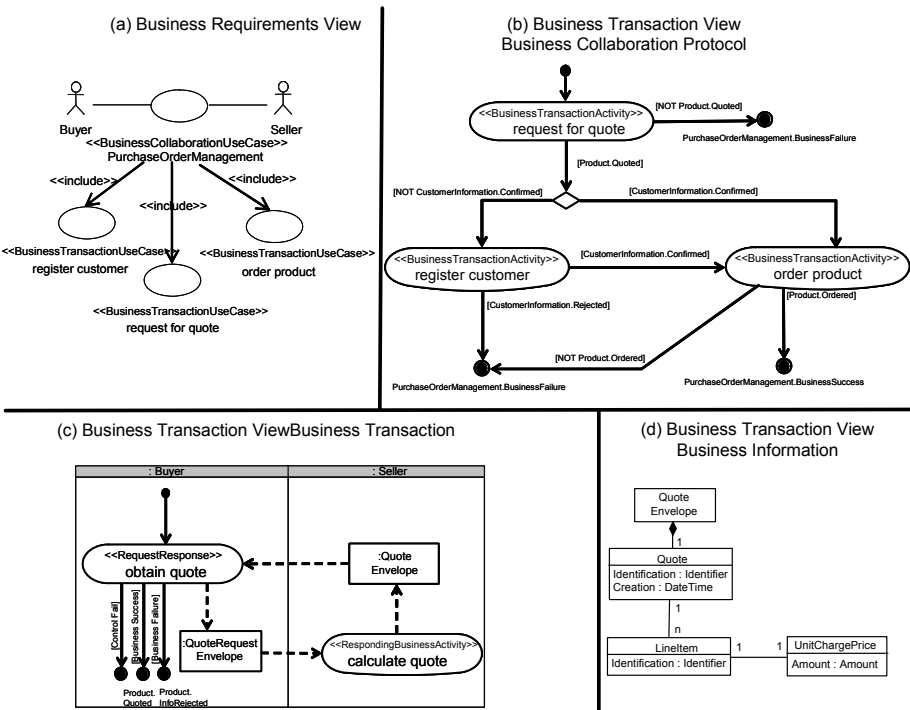 (a) Business Requirements View
Buyer
Seller
<<BusinessCollaborationUseCase>>
PurchaseOrderManagement
<<include>>
<<include>>
<<include>>
<<BusinessTransactionUseCase>>
register customer
<<BusinessTransactionUseCase>>
order product
<<BusinessTransactionUseCase>>
request for quote
(b) Business Transaction View
Business Collaboration Protocol
<<BusinessTransactionActivity>>
request for quote
[NOT Product.Quoted]
PurchaseOrderManagement.BusinessFailure
[Product.Quoted]
[NOT CustomerInformation.Confirmed]
[CustomerInformation.Confirmed]
<<BusinessTransactionActivity>>
register customer
[CustomerInformation.Confirmed]
<<BusinessTransactionActivity>>
order product
[CustomerInformation.Rejected]
[Product.Ordered]
[NOT Product.Ordered]
PurchaseOrderManagement.BusinessFailure
PurchaseOrderManagement.BusinessSuccess
(c) Business Transaction ViewBusiness Transaction
: Buyer
: Seller
<<RequestResponse>>
obtain quote
:Quote
Envelope
[Control Fail]
[Business Success]
[Business Failure]
:QuoteRequest
Envelope
<<RespondingBusinessActivity>>
calculate quote
Product.
Quoted
Product.
InfoRejected
(d) Business Transaction View
Business Information
Quote
Envelope
1
Quote
Identification : Identifier
Creation : DateTime
1
n
LineItem
Identification : Identifier
1
1
UnitChargePrice
Amount : Amount